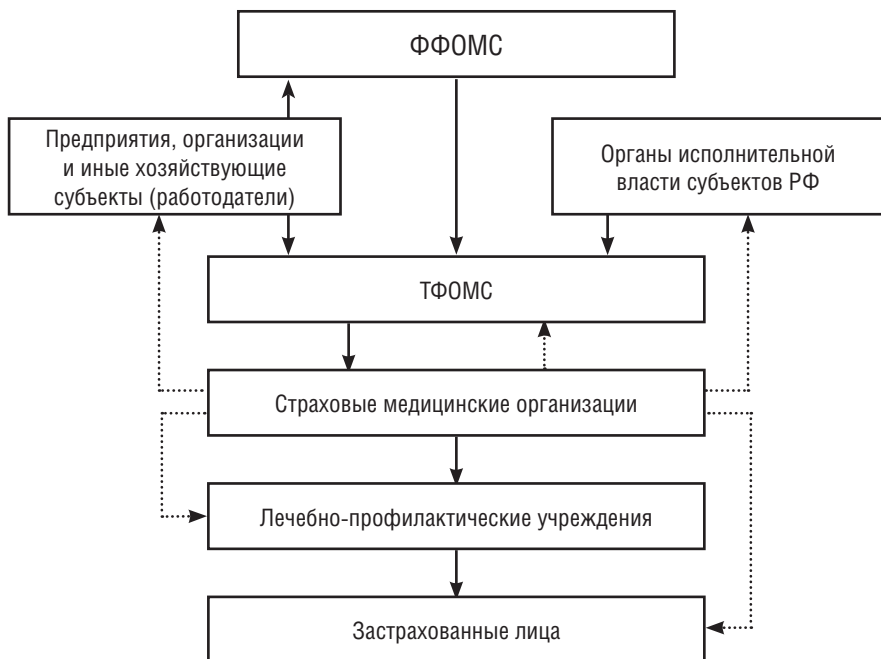 ФФОМС
Предприятия, организации
и иные хозяйствующие
субъекты (работодатели)
Органы исполнительной
власти субъектов РФ
ТФОМС
Страховые медицинские организации
Лечебно-профилактические учреждения
Застрахованные лица